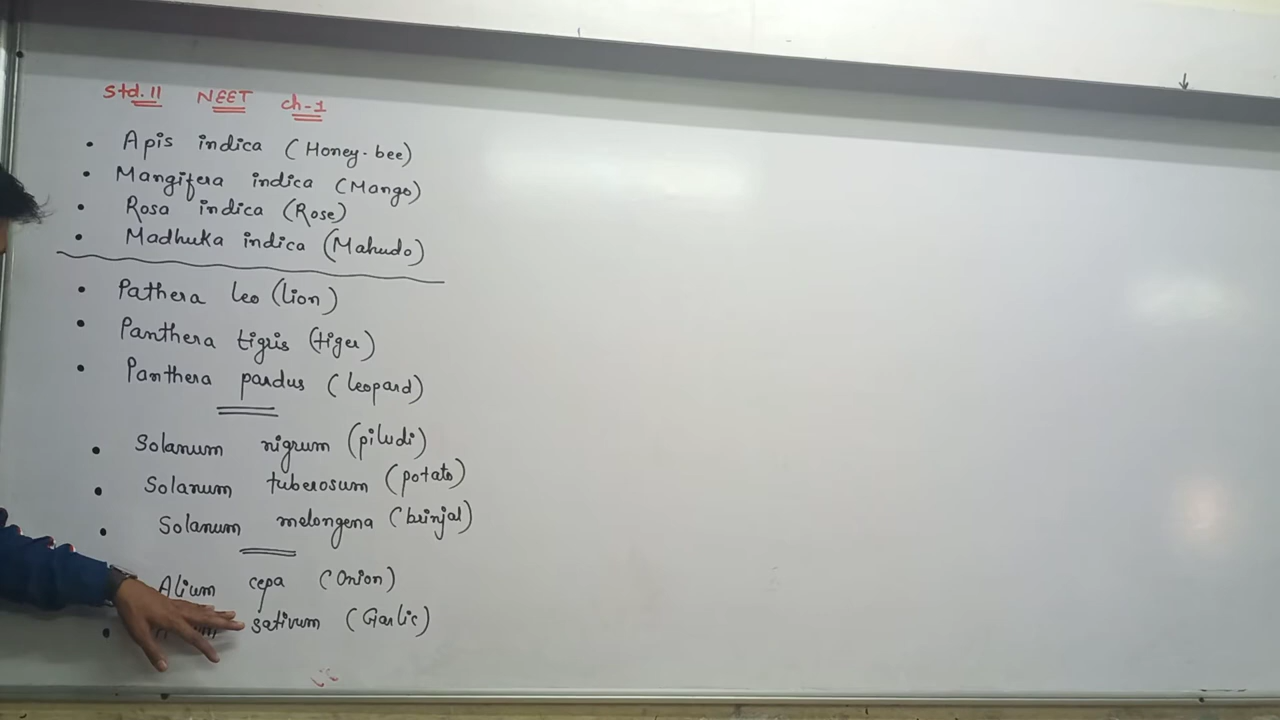 Std. 11 NEET ch-1
• Apis indica (Honey-bee)
• Mangifera indica (Mango)
• Rosa indica (Rose)
• Madhuka indica (Mahudo)
• Pathera leo (lion)
• Panthera tigris (tiger)
• Panthera pardus (leopard)
• Solanum nigrum (piludi)
• Solanum tuberosum (potato)
• Solanum melongena (brinjal)
Alium cepa (Onion)
• sativum (Garlic)